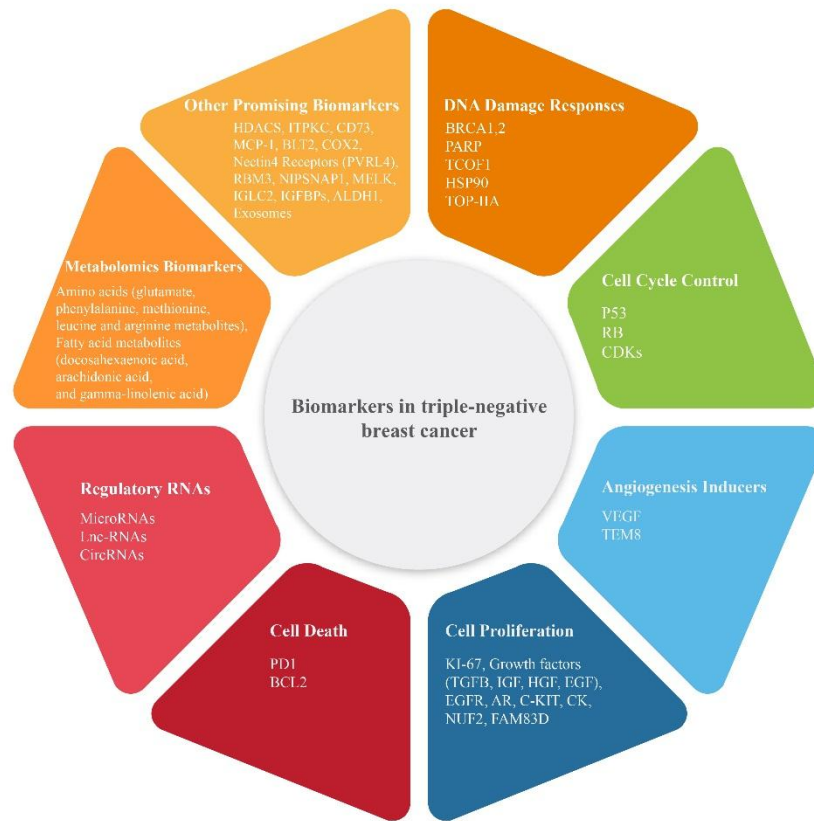 Other Promising Biomarkers
HDACS, ITPKC, CD73,
MCP-1, BLT2, COX2,
Nectin4 Receptors (PVRL4),
RBM3, NIPSNAP1, MELK,
IGLC2, IGFBPs, ALDH1,
Exosomes
DNA Damage Responses
BRCA1,2
PARP
TCOF1
HSP90
TOP-IIA
Metabolomics Biomarkers
Amino acids (glutamate,
phenylalanine, methionine,
leucine and arginine metabolites),
Fatty acid metabolites
(docosahexaenoic acid,
arachidonic acid,
and gamma-linolenic acid)
Cell Cycle Control
P53
RB
CDKs
Biomarkers in triple-negative
breast cancer
Regulatory RNAs
MicroRNAs
Lnc-RNAs
CircRNAs
Angiogenesis Inducers
VEGF
TEM8
Cell Death
PD1
BCL2
Cell Proliferation
KI-67, Growth factors
(TGFB, IGF, HGF, EGF),
EGFR, AR, C-KIT, CK,
NUF2, FAM83D